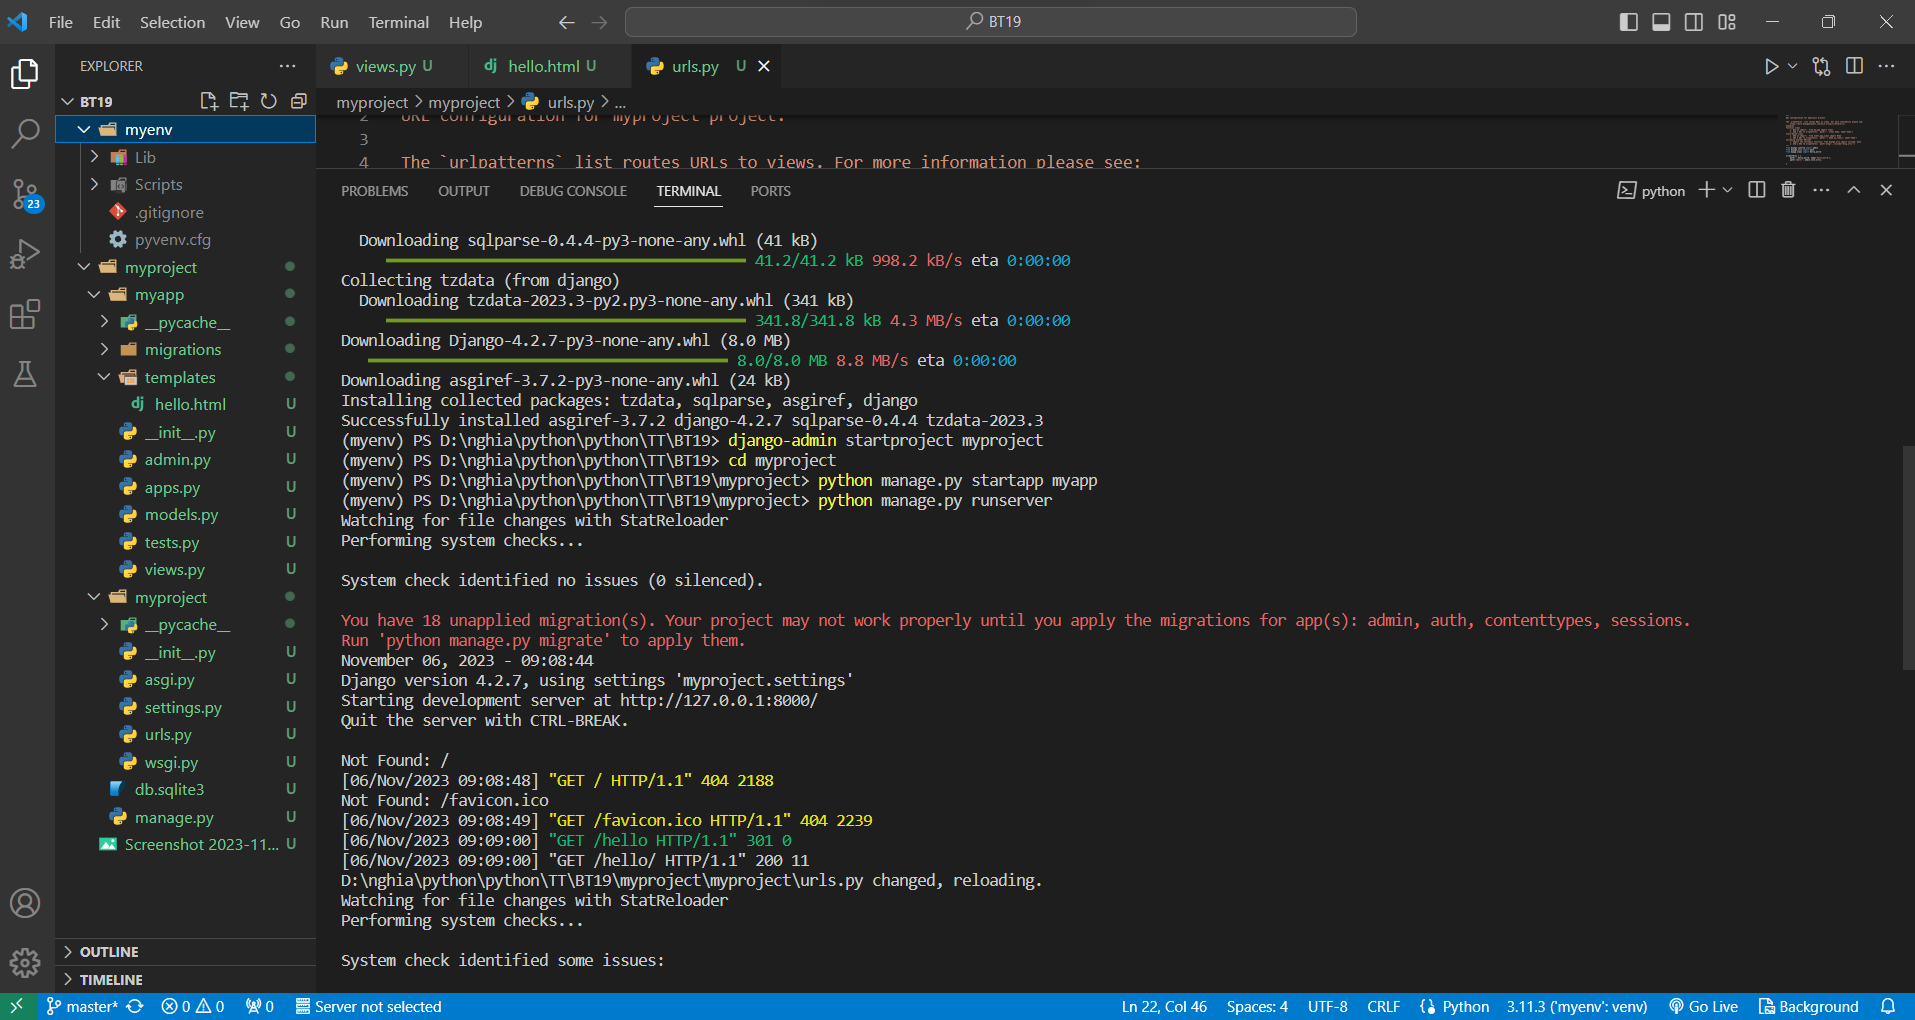 File Edit Selection View Go Run Terminal Help
BT19
EXPLORER
BT19
myenv
Lib
Scripts
.gitignore
pyvenv.cfg
myproject
myapp
__pycache__
migrations
templates
hello.html U
__init__.py U
admin.py U
apps.py U
models.py U
tests.py U
views.py U
myproject
__pycache__
__init__.py U
asgi.py U
settings.py U
urls.py U
wsgi.py U
db.sqlite3 U
manage.py U
Screenshot 2023-11... U
OUTLINE
TIMELINE
23
views.py U
dj hello.html U
urls.py U
myproject > myproject > urls.py > ...
2 URL configuration for myproject project.
3
4 The `urlpatterns` list routes URLs to views. For more information please see:
PROBLEMS OUTPUT DEBUG CONSOLE TERMINAL PORTS
python
Downloading sqlparse-0.4.4-py3-none-any.whl (41 kB)
41.2/41.2 kB 998.2 kB/s eta 0:00:00
Collecting tzdata (from django)
Downloading tzdata-2023.3-py2.py3-none-any.whl (341 kB)
341.8/341.8 kB 4.3 MB/s eta 0:00:00
Downloading Django-4.2.7-py3-none-any.whl (8.0 MB)
8.0/8.0 MB 8.8 MB/s eta 0:00:00
Downloading asgiref-3.7.2-py3-none-any.whl (24 kB)
Installing collected packages: tzdata, sqlparse, asgiref, django
Successfully installed asgiref-3.7.2 django-4.2.7 sqlparse-0.4.4 tzdata-2023.3
(myenv) PS D:\nghia\python\python\TT\BT19> django-admin startproject myproject
(myenv) PS D:\nghia\python\python\TT\BT19> cd myproject
(myenv) PS D:\nghia\python\python\TT\BT19\myproject> python manage.py startapp myapp
(myenv) PS D:\nghia\python\python\TT\BT19\myproject> python manage.py runserver
Watching for file changes with StatReloader
Performing system checks...
System check identified no issues (0 silenced).
You have 18 unapplied migration(s). Your project may not work properly until you apply the migrations for app(s): admin, auth, contenttypes, sessions.
Run 'python manage.py migrate' to apply them.
November 06, 2023 - 09:08:44
Django version 4.2.7, using settings 'myproject.settings'
Starting development server at http://127.0.0.1:8000/
Quit the server with CTRL-BREAK.
Not Found: /
[06/Nov/2023 09:08:48] "GET / HTTP/1.1" 404 2188
Not Found: /favicon.ico
[06/Nov/2023 09:08:49] "GET /favicon.ico HTTP/1.1" 404 2239
[06/Nov/2023 09:09:00] "GET /hello HTTP/1.1" 301 0
[06/Nov/2023 09:09:00] "GET /hello/ HTTP/1.1" 200 11
D:\nghia\python\python\TT\BT19\myproject\myproject\urls.py changed, reloading.
Watching for file changes with StatReloader
Performing system checks...
System check identified some issues:
master* 0 0 0 Server not selected Ln 22, Col 46 Spaces: 4 UTF-8 CRLF Python 3.11.3 ('myenv': venv) Go Live Background